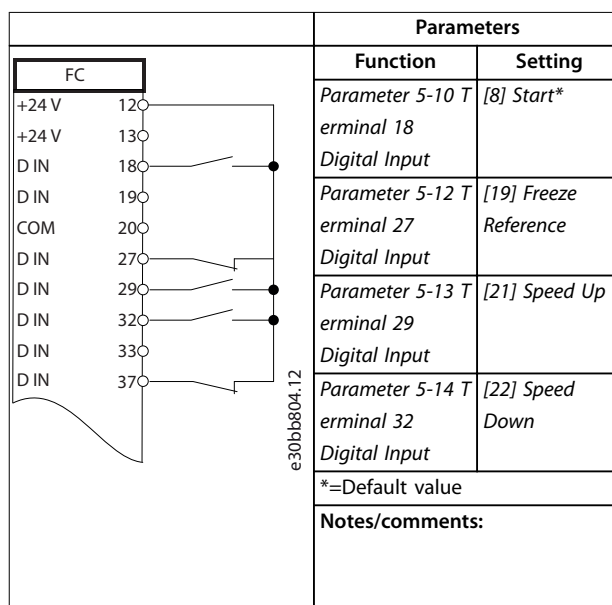 FC
+24 V 12
+24 V 13
D IN 18
D IN 19
COM 20
D IN 27
D IN 29
D IN 32
D IN 33
D IN 37
e30bb804.12
Parameters
Function Setting
Parameter 5-10 T [8] Start*
erminal 18
Digital Input
Parameter 5-12 T [19] Freeze
erminal 27 Reference
Digital Input
Parameter 5-13 T [21] Speed Up
erminal 29
Digital Input
Parameter 5-14 T [22] Speed
erminal 32 Down
Digital Input
*=Default value
Notes/comments: